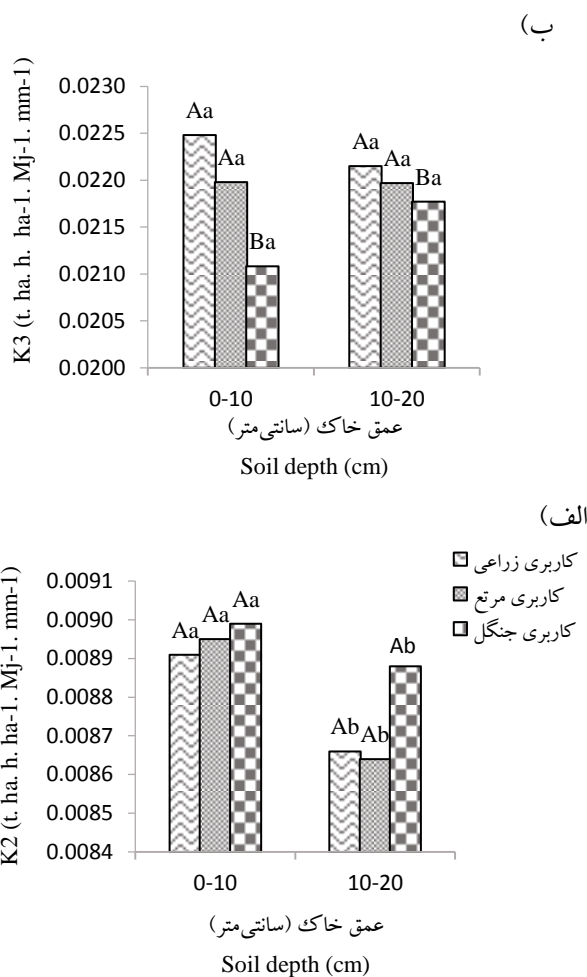 ب)
K3 (t. ha. h. ha-1. Mj-1. mm-1)
0.0230
0.0225
0.0220
0.0215
0.0210
0.0205
0.0200
Aa
Aa
Ba
Aa
Aa
Ba
0-10
10-20
عمق خاک (سانتی‌متر)
Soil depth (cm)
الف)
کاربری زراعی
کاربری مرتع
کاربری جنگل
K2 (t. ha. h. ha-1. Mj-1. mm-1)
0.0091
0.0090
0.0089
0.0088
0.0087
0.0086
0.0085
0.0084
Aa
Aa
Aa
Ab
Ab
Ab
0-10
10-20
عمق خاک (سانتی‌متر)
Soil depth (cm)